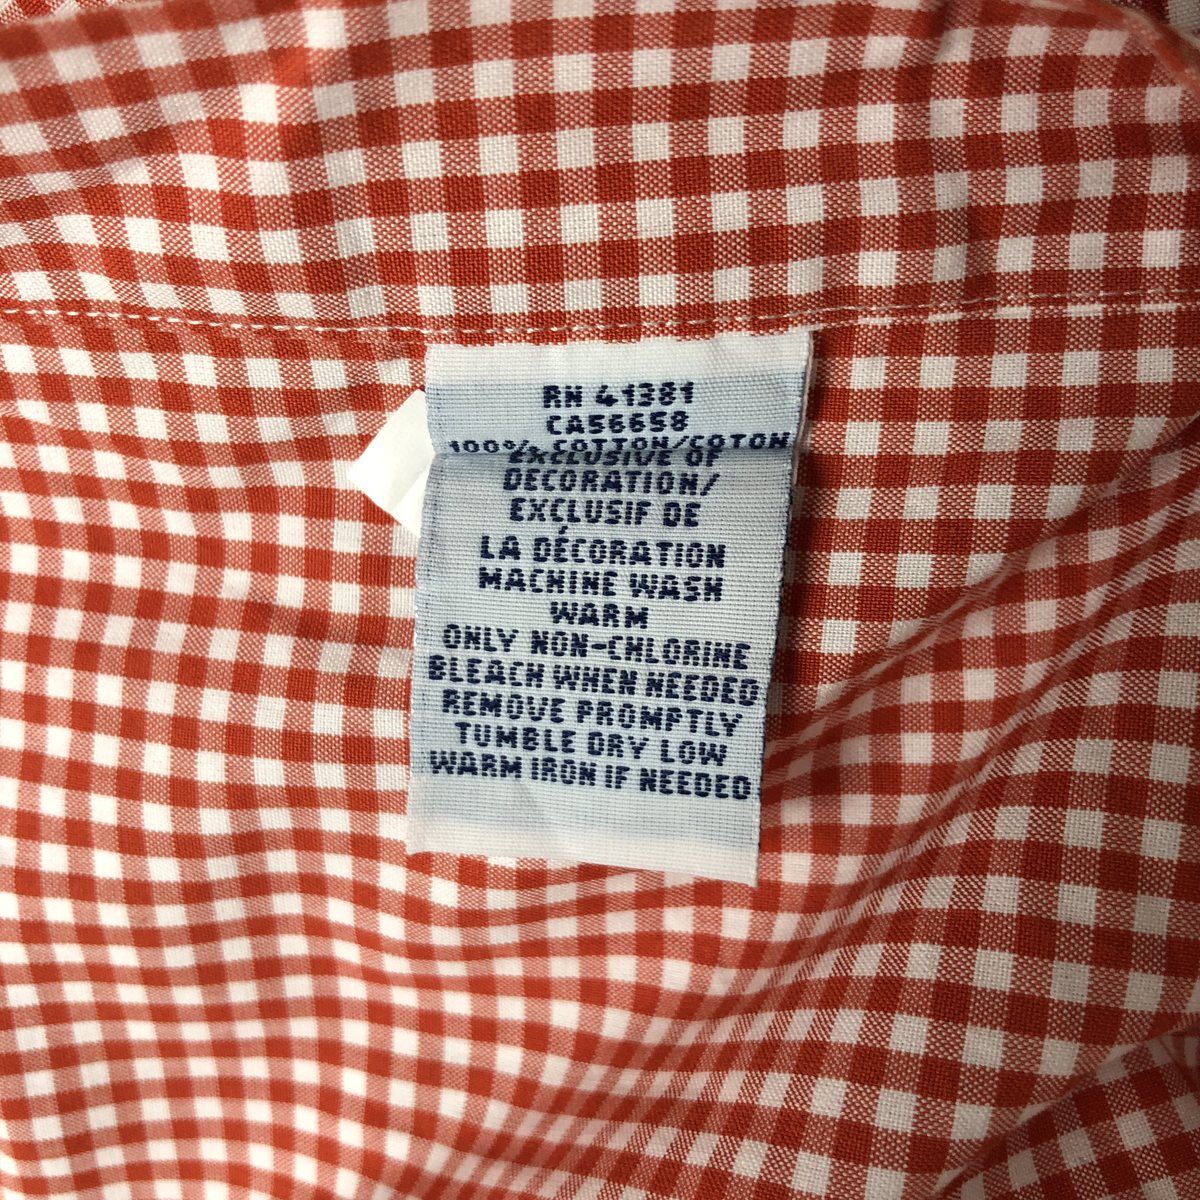 RN 41381
CA56658
100% COTTON/COTON
EXCLUSIVE OF
DECORATION/
EXCLUSIF DE
LA DÉCORATION
MACHINE WASH
WARM
ONLY NON-CHLORINE
BLEACH WHEN NEEDED
REMOVE PROMPTLY
TUMBLE DRY LOW
WARM IRON IF NEEDED